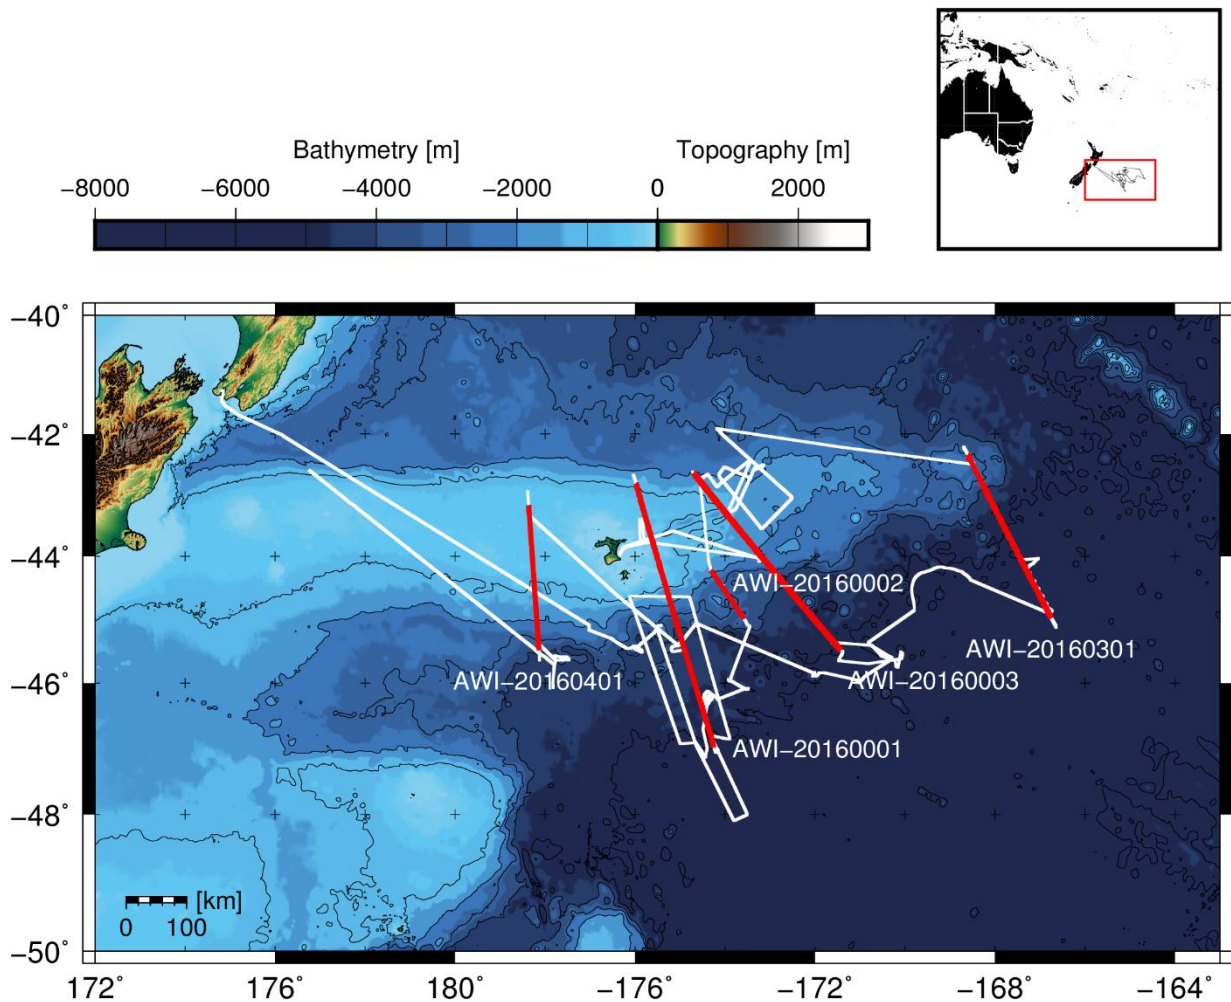 Bathymetry [m] Topography [m]
−8000 −6000 −4000 −2000 0 2000
−40°
−42°
−44°
−46°
−48°
−50°
AWI−20160002
AWI−20160301
AWI−20160401
AWI−20160003
AWI−20160001
[km]
0 100
172° 176° 180° −176° −172° −168° −164°